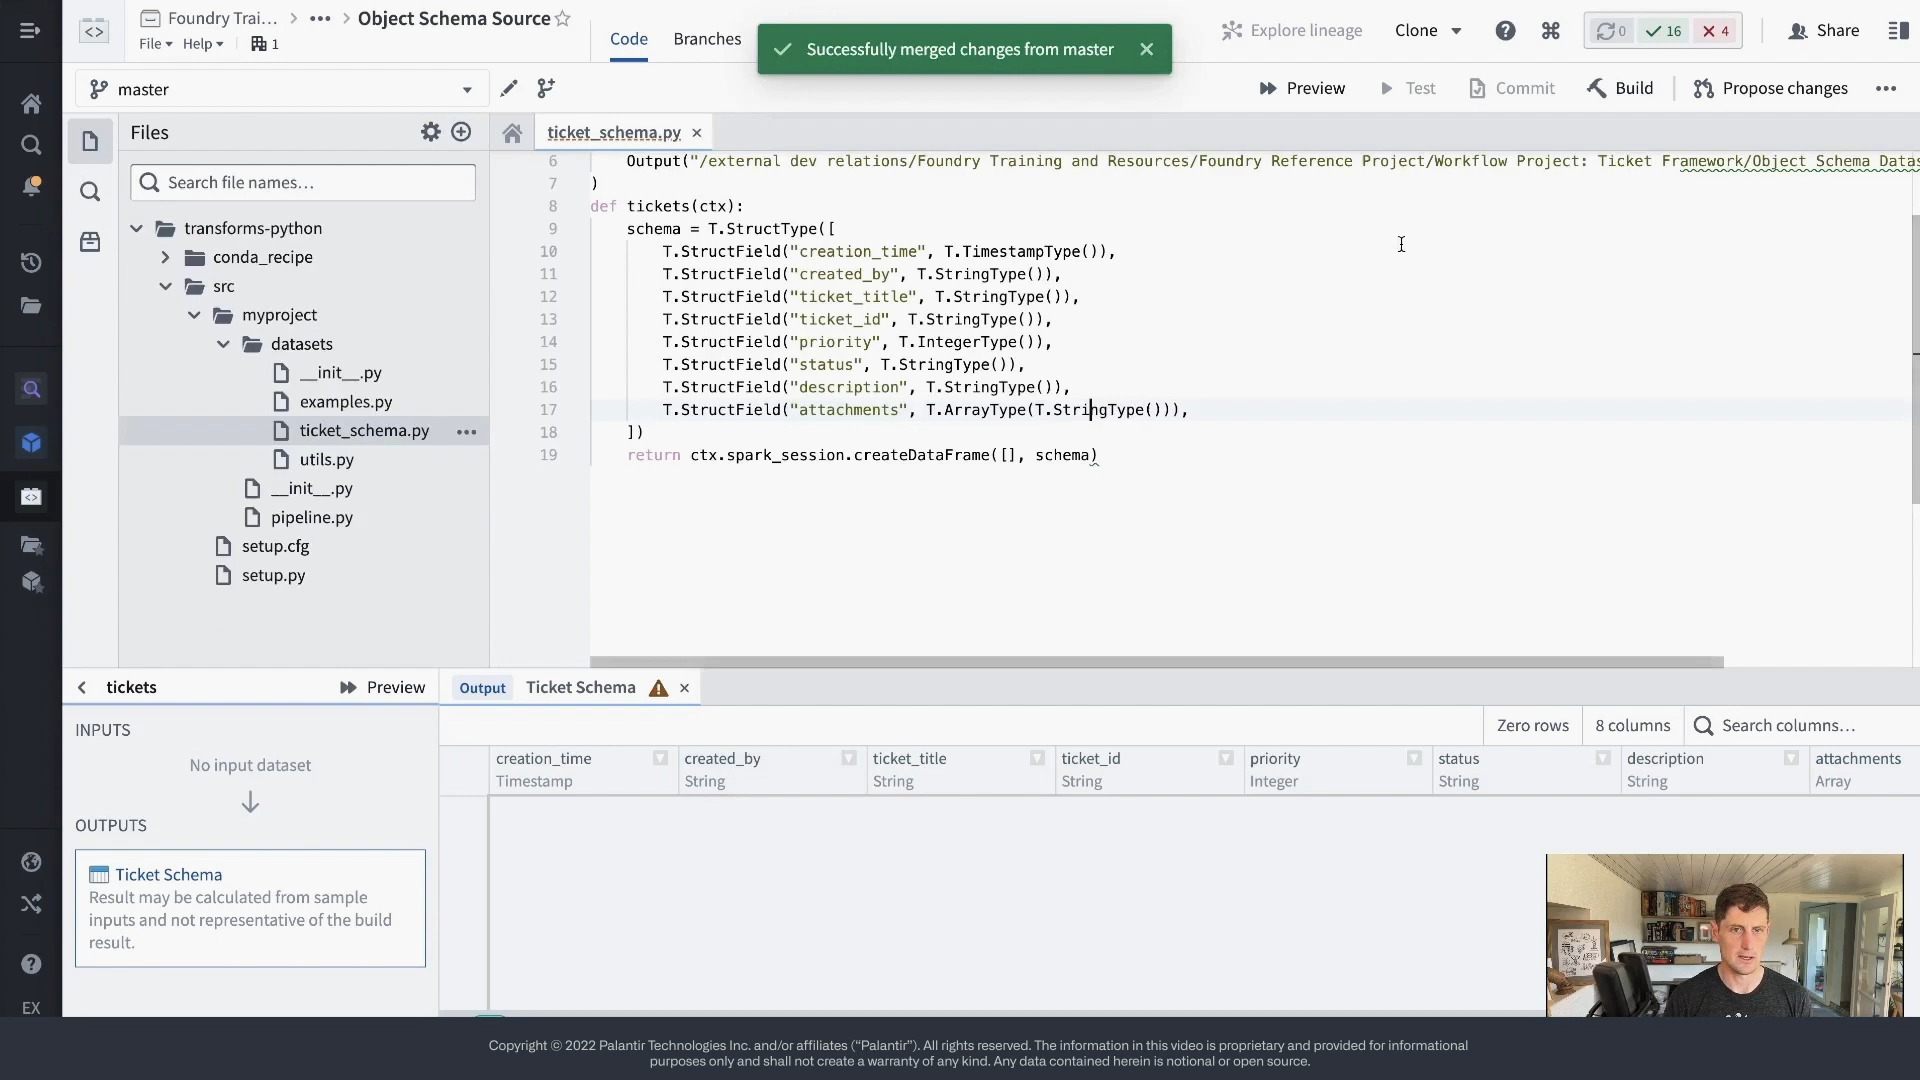 Foundry Trai... > ••• > Object Schema Source
File Help 1
Code
Branches
Successfully merged changes from master
Explore lineage
Clone
0 16 4
Share
master
Preview
Test
Commit
Build
Propose changes
Files
ticket_schema.py
Search file names...
transforms-python
conda_recipe
src
myproject
datasets
__init__.py
examples.py
ticket_schema.py
utils.py
__init__.py
pipeline.py
setup.cfg
setup.py
6 Output("/external dev relations/Foundry Training and Resources/Foundry Reference Project/Workflow Project: Ticket Framework/Object Schema Datas
7 )
8 def tickets(ctx):
9 schema = T.StructType([
10 T.StructField("creation_time", T.TimestampType()),
11 T.StructField("created_by", T.StringType()),
12 T.StructField("ticket_title", T.StringType()),
13 T.StructField("ticket_id", T.StringType()),
14 T.StructField("priority", T.IntegerType()),
15 T.StructField("status", T.StringType()),
16 T.StructField("description", T.StringType()),
17 T.StructField("attachments", T.ArrayType(T.StringType())),
18 ])
19 return ctx.spark_session.createDataFrame([], schema)
tickets
Preview
Output
Ticket Schema
INPUTS
No input dataset
OUTPUTS
Ticket Schema
Result may be calculated from sample
inputs and not representative of the build
result.
Zero rows
8 columns
Search columns...
creation_time created_by ticket_title ticket_id priority status description attachments
Timestamp String String String Integer String String Array
EX
Copyright © 2022 Palantir Technologies Inc. and/or affiliates (“Palantir”). All rights reserved. The information in this video is proprietary and provided for informational
purposes only and shall not create a warranty of any kind. Any data contained herein is notional or open source.